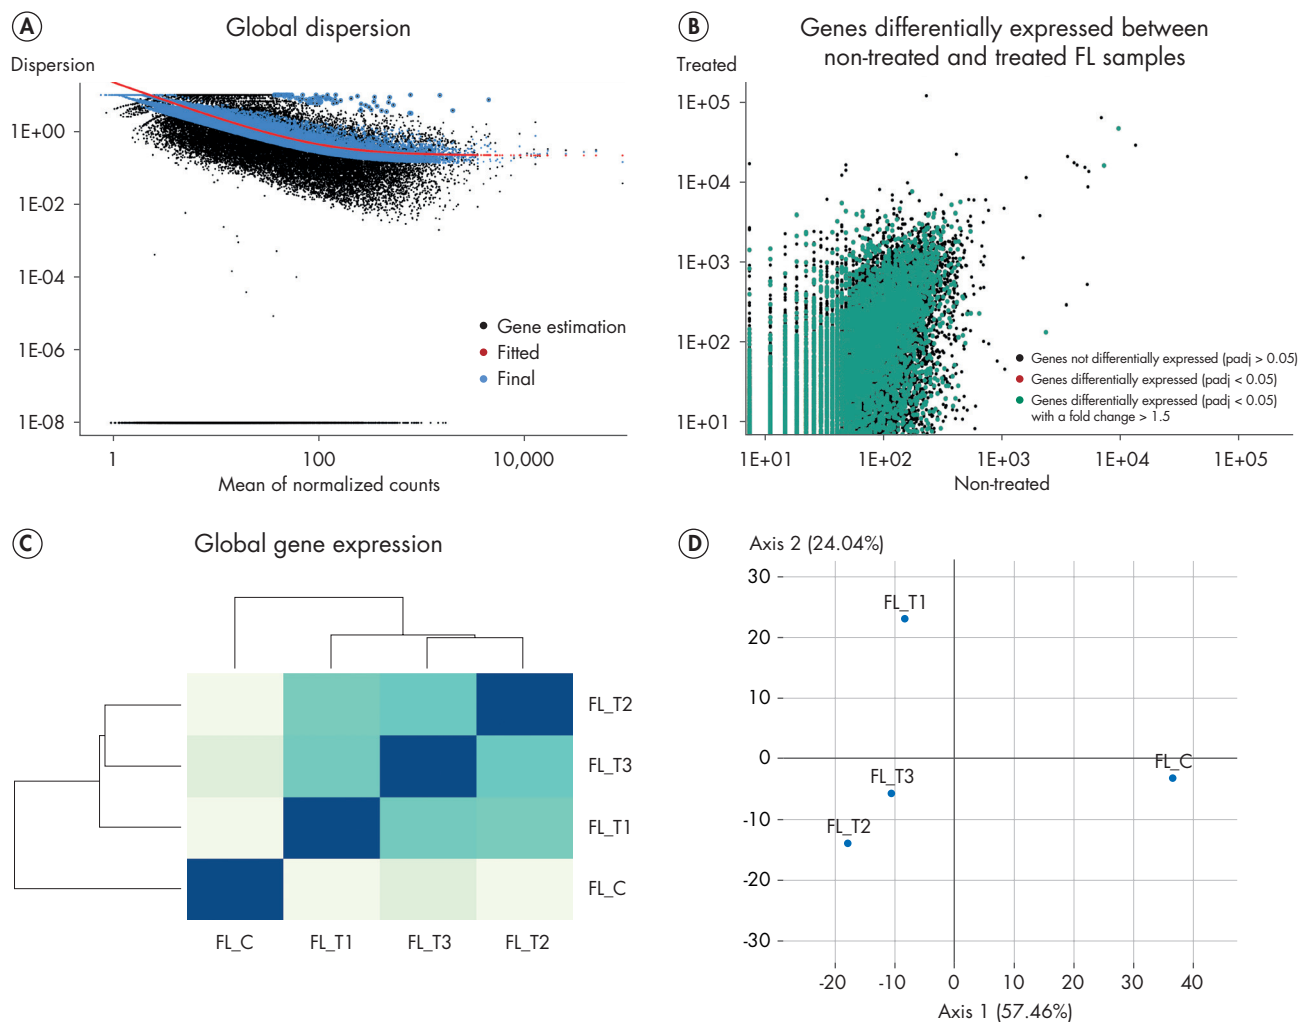 A
Global dispersion
Dispersion
1E+00
1E-02
1E-04
1E-06
1E-08
Gene estimation
Fitted
Final
1
100
10,000
Mean of normalized counts
B
Genes differentially expressed between
non-treated and treated FL samples
Treated
1E+05
1E+04
1E+03
1E+02
1E+01
Genes not differentially expressed (padj > 0.05)
Genes differentially expressed (padj < 0.05)
Genes differentially expressed (padj < 0.05)
with a fold change > 1.5
1E+01
1E+02
1E+03
1E+04
1E+05
Non-treated
C
Global gene expression
FL_T2
FL_T3
FL_T1
FL_C
FL_C
FL_T1
FL_T3
FL_T2
D
Axis 2 (24.04%)
30
20
10
0
-10
-20
-30
FL_T1
FL_C
FL_T3
FL_T2
-20
-10
0
10
20
30
40
Axis 1 (57.46%)